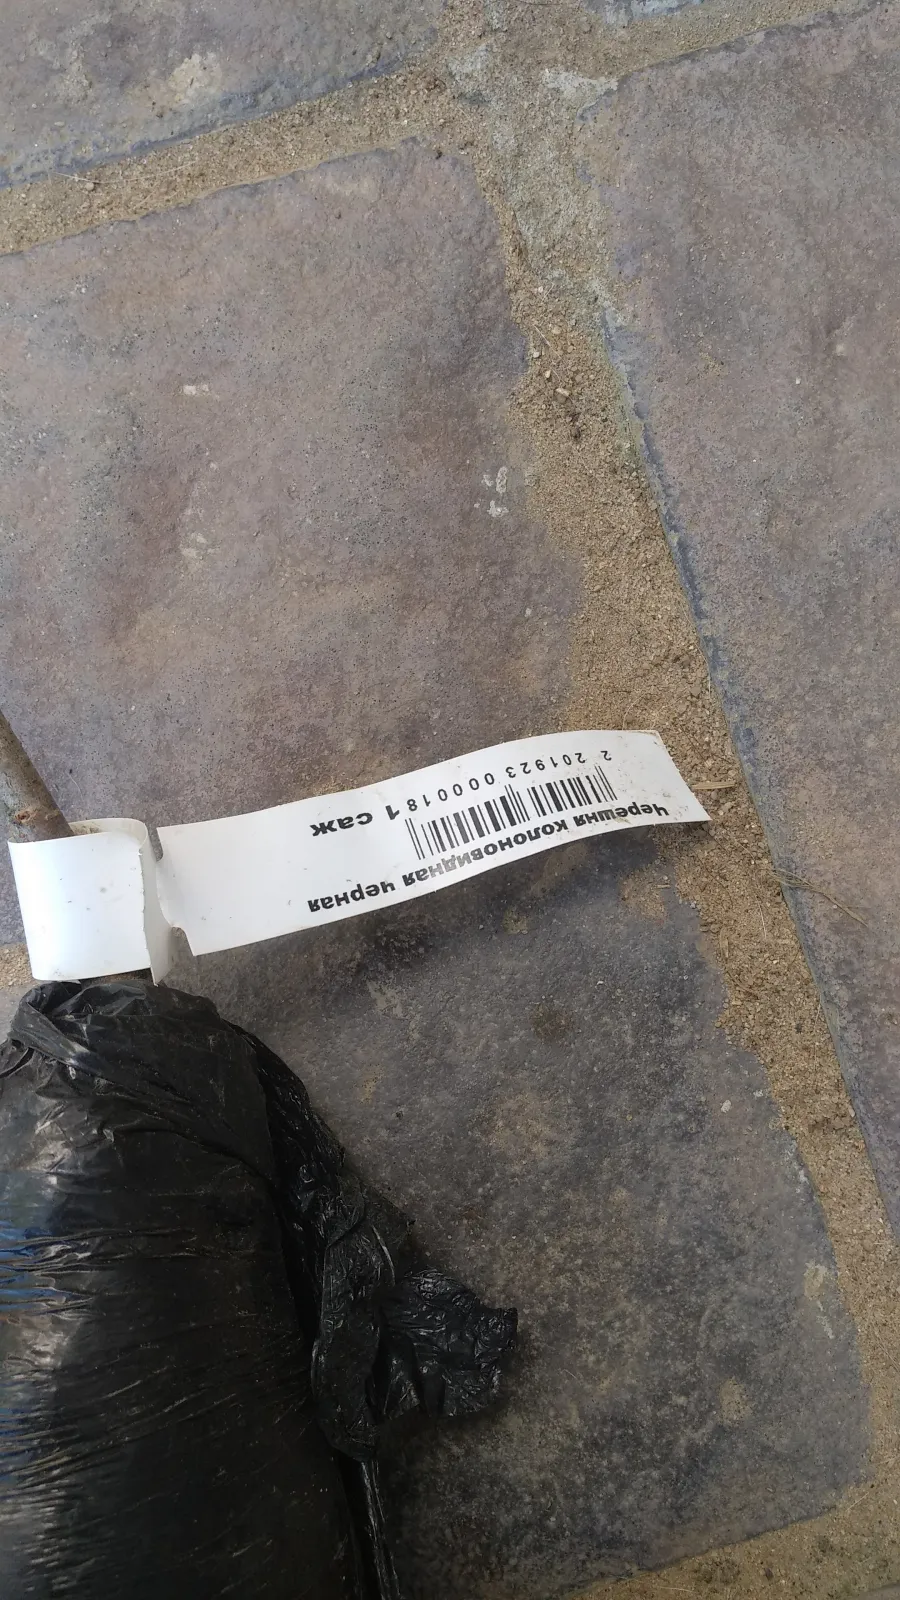 Черешня колоновидная черная
2 201923 000018
1 саж